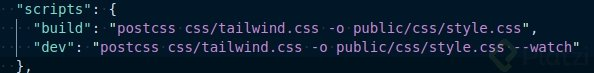 "scripts": {
"build": "postcss css/tailwind.css -o public/css/style.css",
"dev": "postcss css/tailwind.css -o public/css/style.css --watch"
},